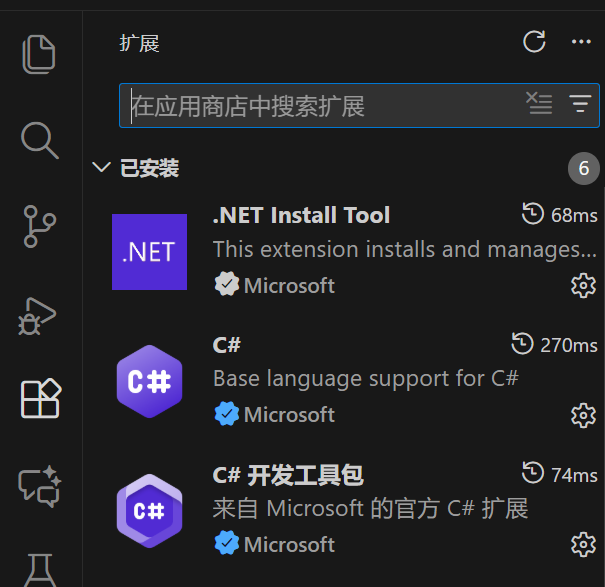 扩展
在应用商店中搜索扩展
已安装
6
.NET
.NET Install Tool
68ms
This extension installs and manages...
Microsoft
C#
C#
270ms
Base language support for C#
Microsoft
C#
C# 开发工具包
74ms
来自 Microsoft 的官方 C# 扩展
Microsoft